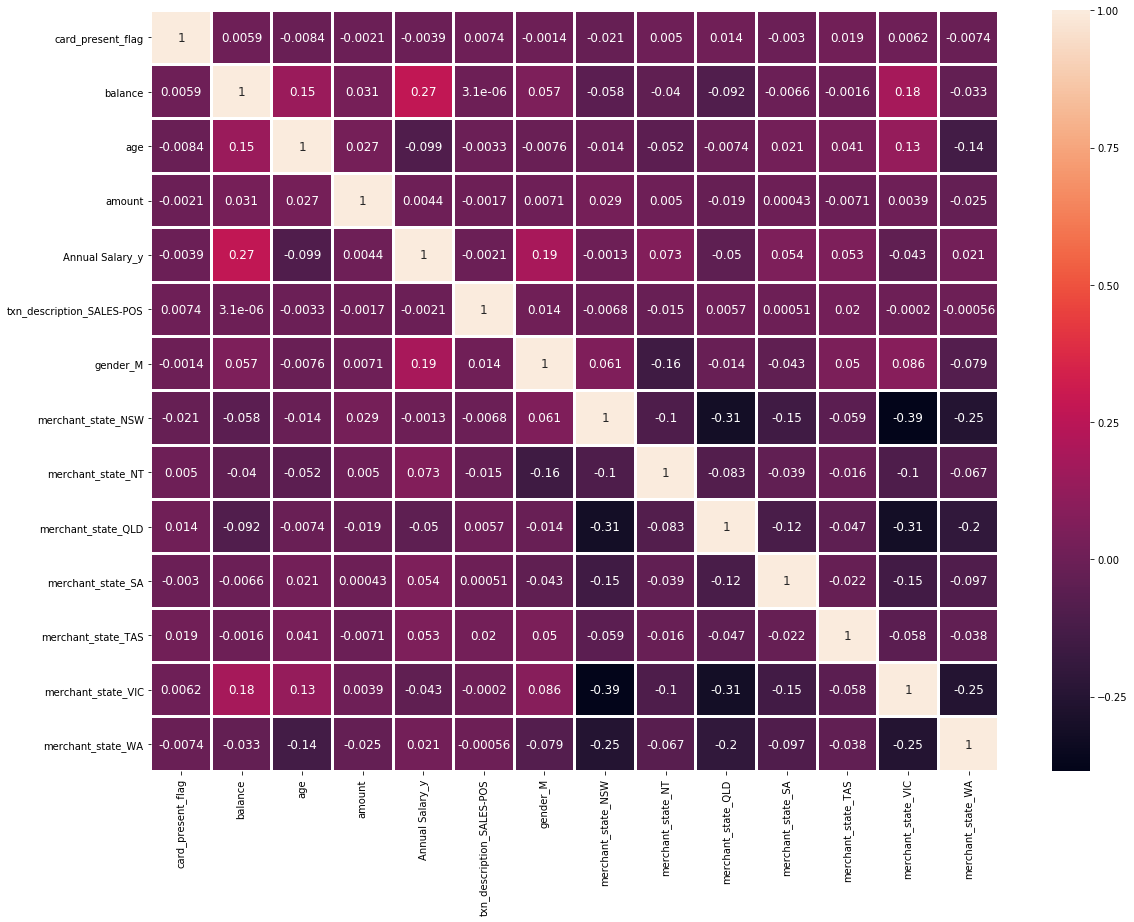 card_present_flag 1 0.0059 -0.0084 -0.0021 -0.0039 0.0074 -0.0014 -0.021 0.005 0.014 -0.003 0.019 0.0062 -0.0074
balance 0.0059 1 0.15 0.031 0.27 3.1e-06 0.057 -0.058 -0.04 -0.092 -0.0066 -0.0016 0.18 -0.033
age -0.0084 0.15 1 0.027 -0.099 -0.0033 -0.0076 -0.014 -0.052 -0.0074 0.021 0.041 0.13 -0.14
amount -0.0021 0.031 0.027 1 0.0044 -0.0017 0.0071 0.029 0.005 -0.019 0.00043 -0.0071 0.0039 -0.025
Annual Salary_y -0.0039 0.27 -0.099 0.0044 1 -0.0021 0.19 -0.0013 0.073 -0.05 0.054 0.053 -0.043 0.021
txn_description_SALES-POS 0.0074 3.1e-06 -0.0033 -0.0017 -0.0021 1 0.014 -0.0068 -0.015 0.0057 0.00051 0.02 -0.0002 -0.00056
gender_M -0.0014 0.057 -0.0076 0.0071 0.19 0.014 1 0.061 -0.16 -0.014 -0.043 0.05 0.086 -0.079
merchant_state_NSW -0.021 -0.058 -0.014 0.029 -0.0013 -0.0068 0.061 1 -0.1 -0.31 -0.15 -0.059 -0.39 -0.25
merchant_state_NT 0.005 -0.04 -0.052 0.005 0.073 -0.015 -0.16 -0.1 1 -0.083 -0.039 -0.016 -0.1 -0.067
merchant_state_QLD 0.014 -0.092 -0.0074 -0.019 -0.05 0.0057 -0.014 -0.31 -0.083 1 -0.12 -0.047 -0.31 -0.2
merchant_state_SA -0.003 -0.0066 0.021 0.00043 0.054 0.00051 -0.043 -0.15 -0.039 -0.12 1 -0.022 -0.15 -0.097
merchant_state_TAS 0.019 -0.0016 0.041 -0.0071 0.053 0.02 0.05 -0.059 -0.016 -0.047 -0.022 1 -0.058 -0.038
merchant_state_VIC 0.0062 0.18 0.13 0.0039 -0.043 -0.0002 0.086 -0.39 -0.1 -0.31 -0.15 -0.058 1 -0.25
merchant_state_WA -0.0074 -0.033 -0.14 -0.025 0.021 -0.00056 -0.079 -0.25 -0.067 -0.2 -0.097 -0.038 -0.25 1
card_present_flag
balance
age
amount
Annual Salary_y
txn_description_SALES-POS
gender_M
merchant_state_NSW
merchant_state_NT
merchant_state_QLD
merchant_state_SA
merchant_state_TAS
merchant_state_VIC
merchant_state_WA
1.00
0.75
0.50
0.25
0.00
−0.25